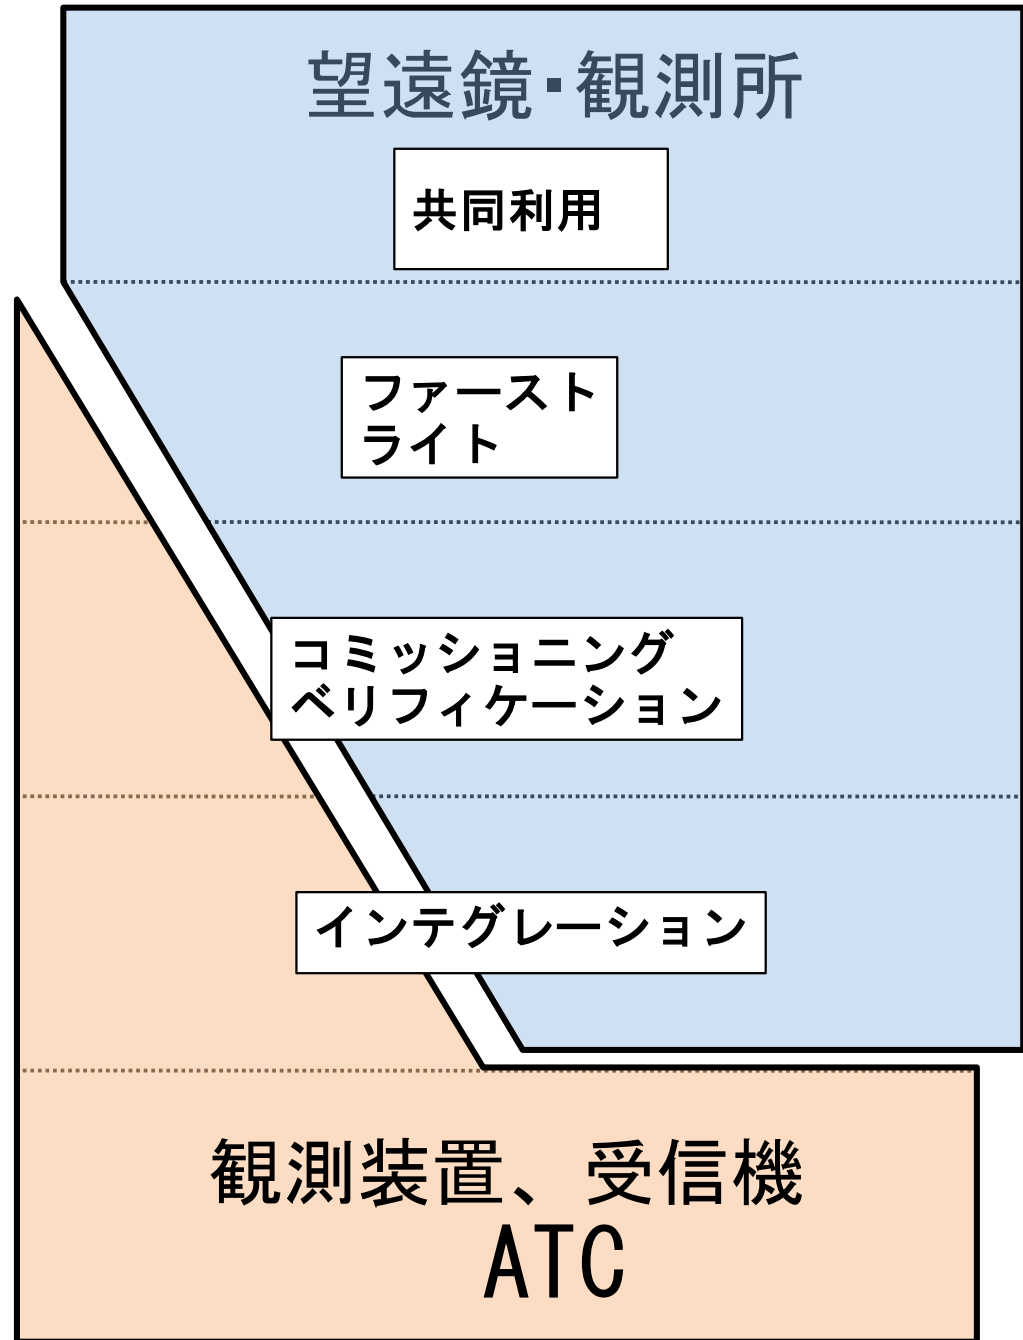 望遠鏡・観測所
共同利用
ファースト
ライト
コミッショニング
ベリフィケーション
インテグレーション
観測装置、受信機
ATC